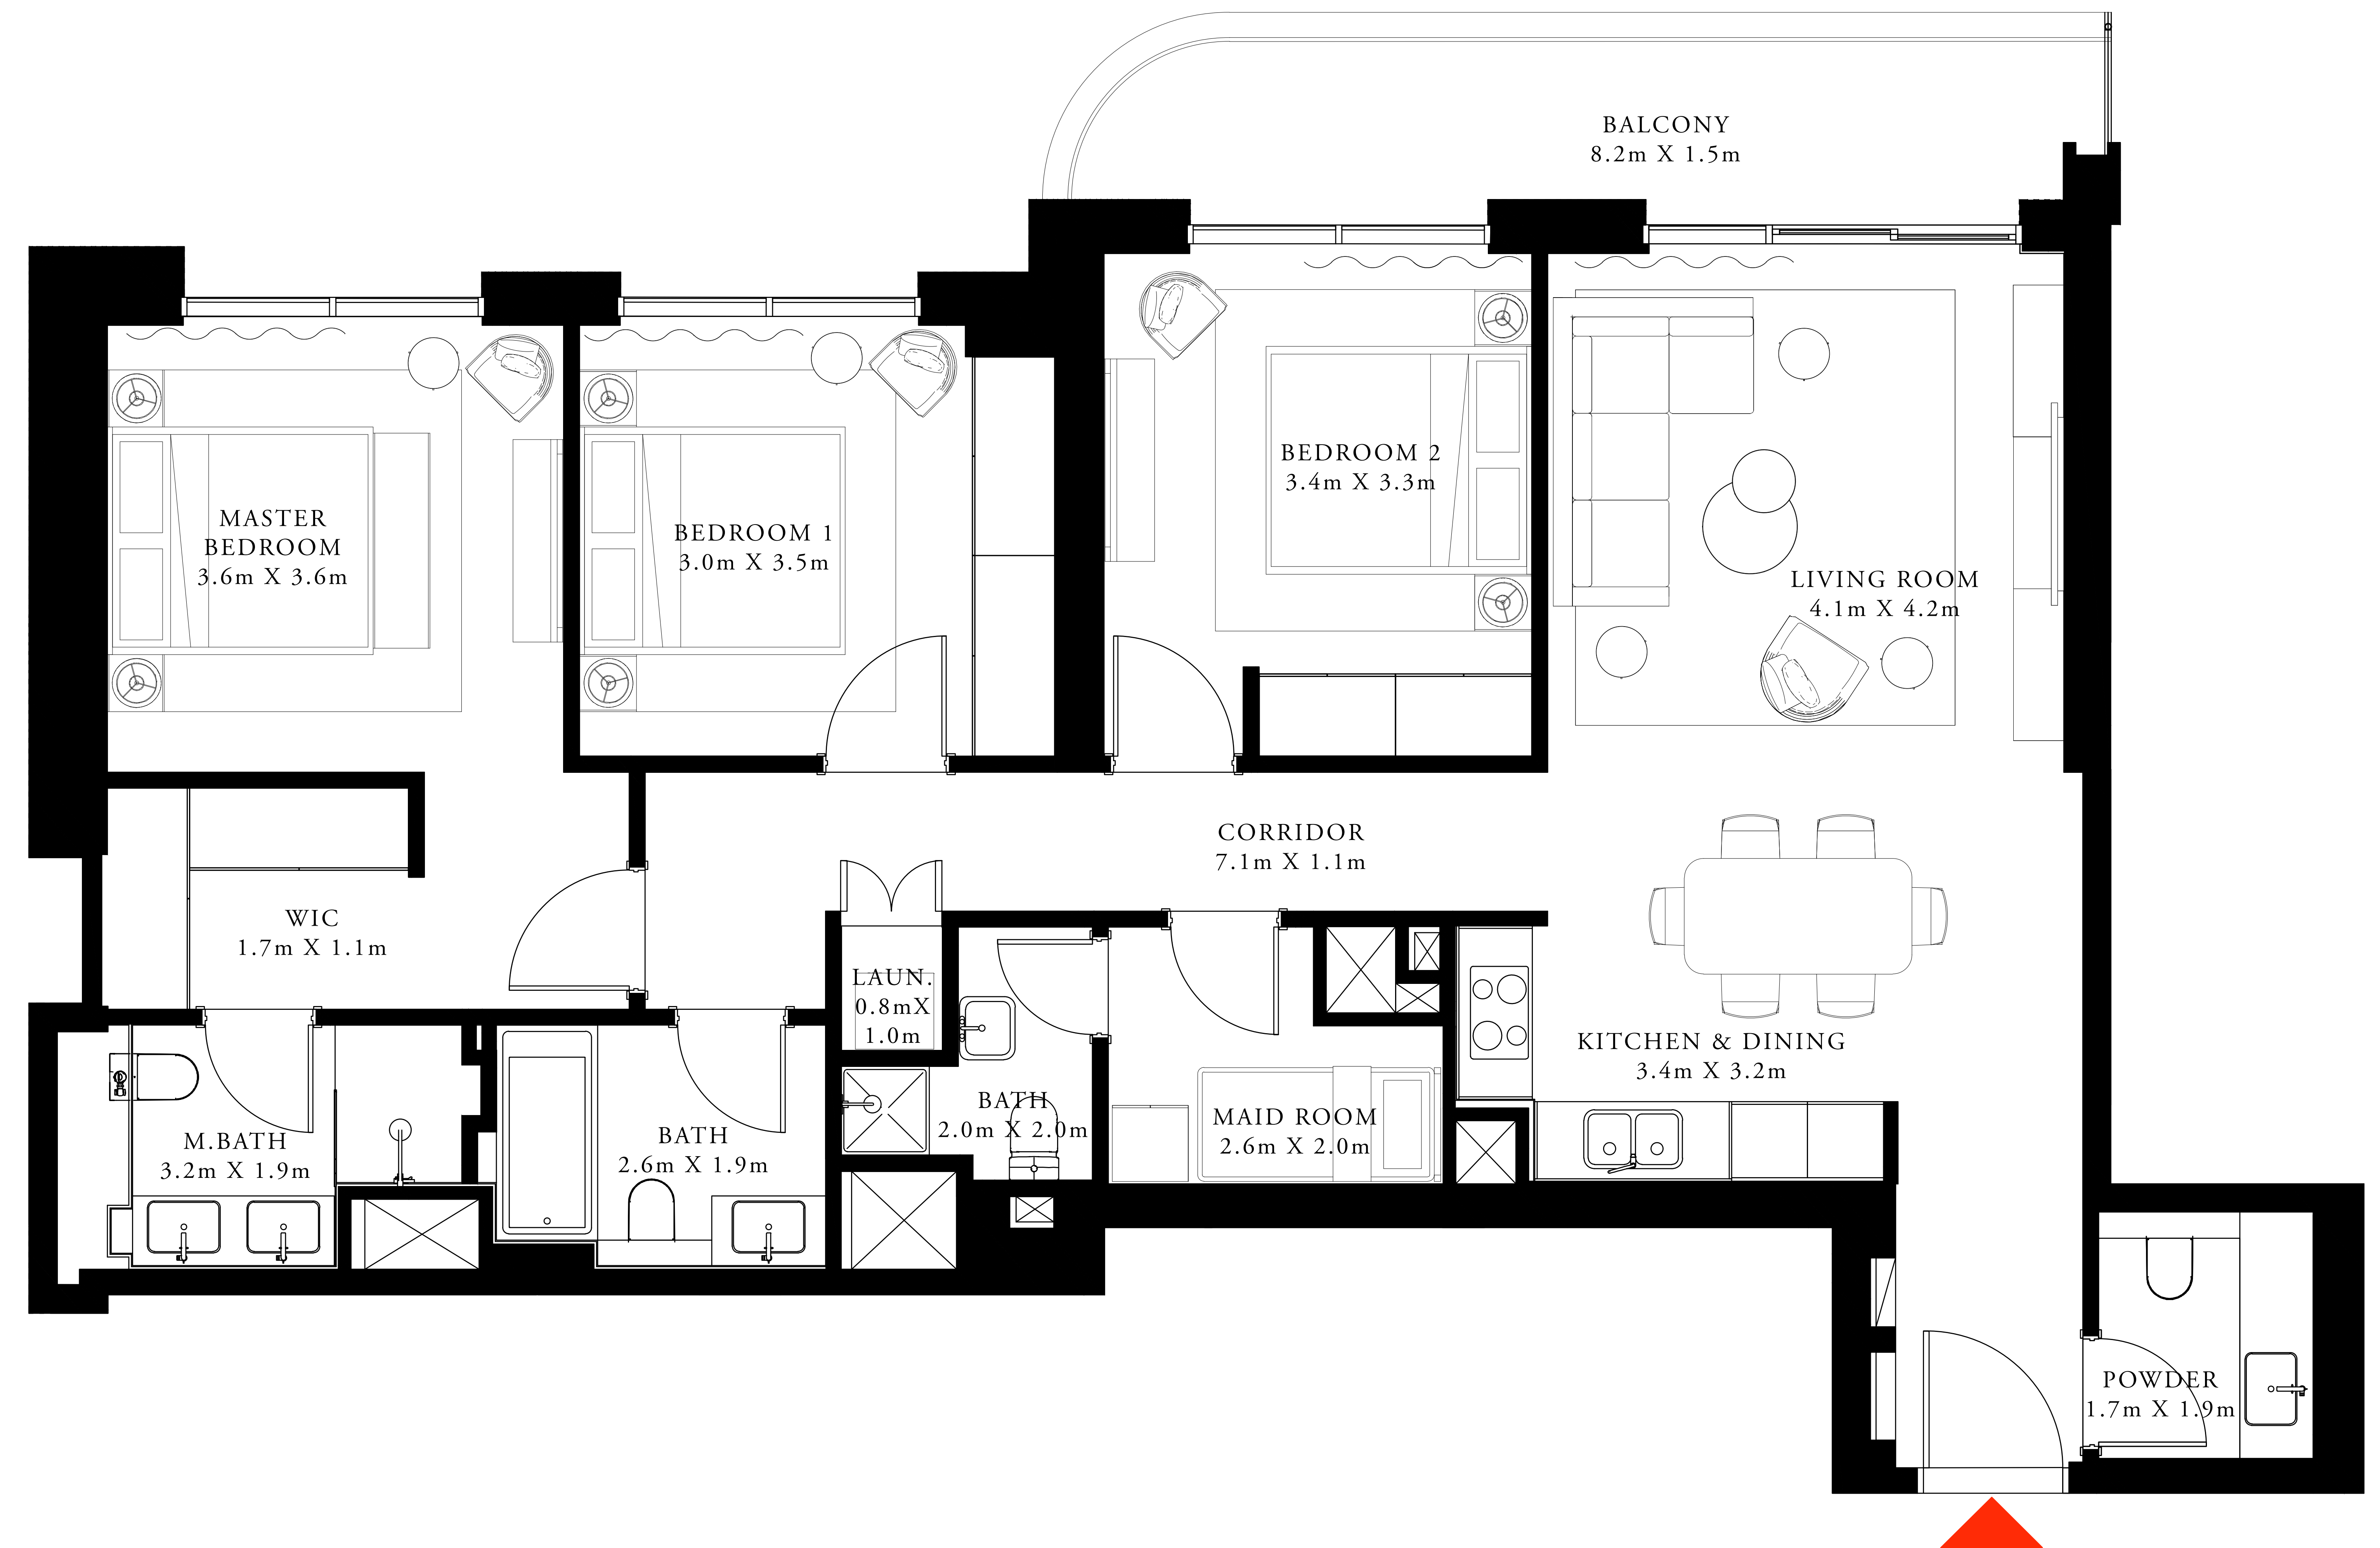 BALCONY
8.2m X 1.5m
BEDROOM 2
3.4m X 3.3m
MASTER
BEDROOM
3.6m X 3.6m
BEDROOM 1
3.0m X 3.5m
LIVING ROOM
4.1m X 4.2m
CORRIDOR
7.1m X 1.1m
WIC
1.7m X 1.1m
LAUN.
0.8mX
1.0m
KITCHEN & DINING
3.4m X 3.2m
BATH
2.0m X 2.0m
MAID ROOM
2.6m X 2.0m
M.BATH
3.2m X 1.9m
BATH
2.6m X 1.9m
POWDER
1.7m X 1.9m